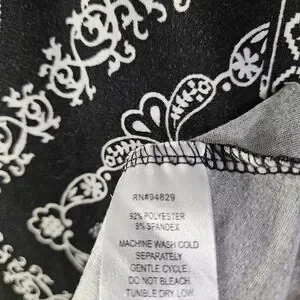 RN#94829
92% POLYESTER
8% SPANDEX
MACHINE WASH COLD
SEPARATELY
GENTLE CYCLE.
DO NOT BLEACH
TUMBLE DRY LOW.